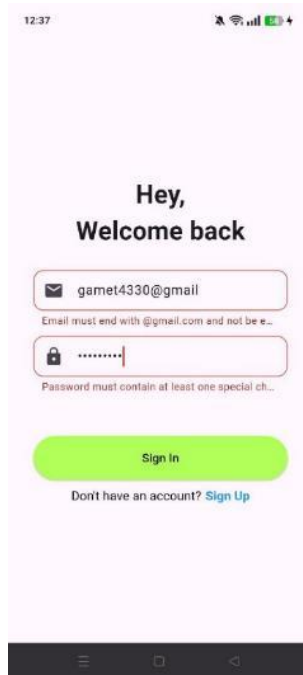 12:37
Hey,
Welcome back
gamet4330@gmail
Email must end with @gmail.com and not be e...
•••••••••
Password must contain at least one special ch...
Sign In
Don't have an account? Sign Up